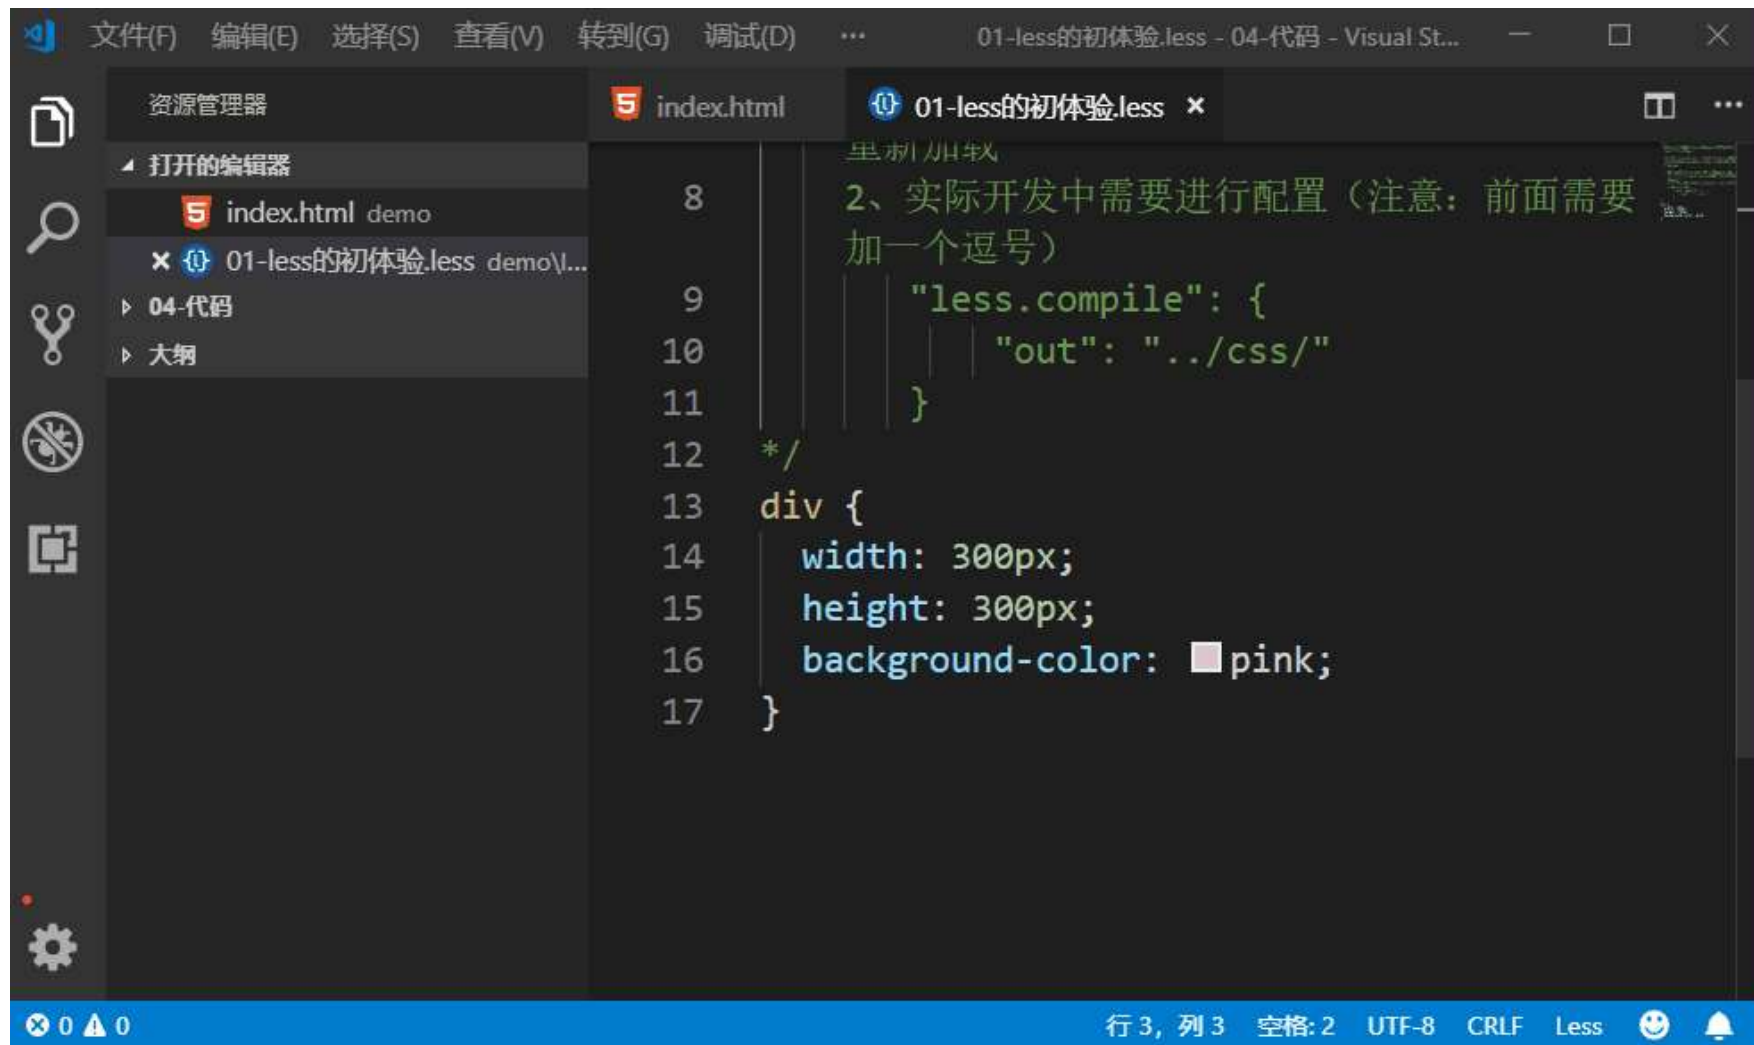 文件(F) 编辑(E) 选择(S) 查看(V) 转到(G) 调试(D) ··· 01-less的初体验.less - 04-代码 - Visual St...
资源管理器
index.html
01-less的初体验.less
打开的编辑器
index.html demo
01-less的初体验.less demo\l...
04-代码
大纲
重新加载
8 2、实际开发中需要进行配置（注意：前面需要
加一个逗号）
9 "less.compile": {
10 "out": "../css/"
11 }
12 */
13 div {
14 width: 300px;
15 height: 300px;
16 background-color: pink;
17 }
0 0 行 3，列 3 空格: 2 UTF-8 CRLF Less